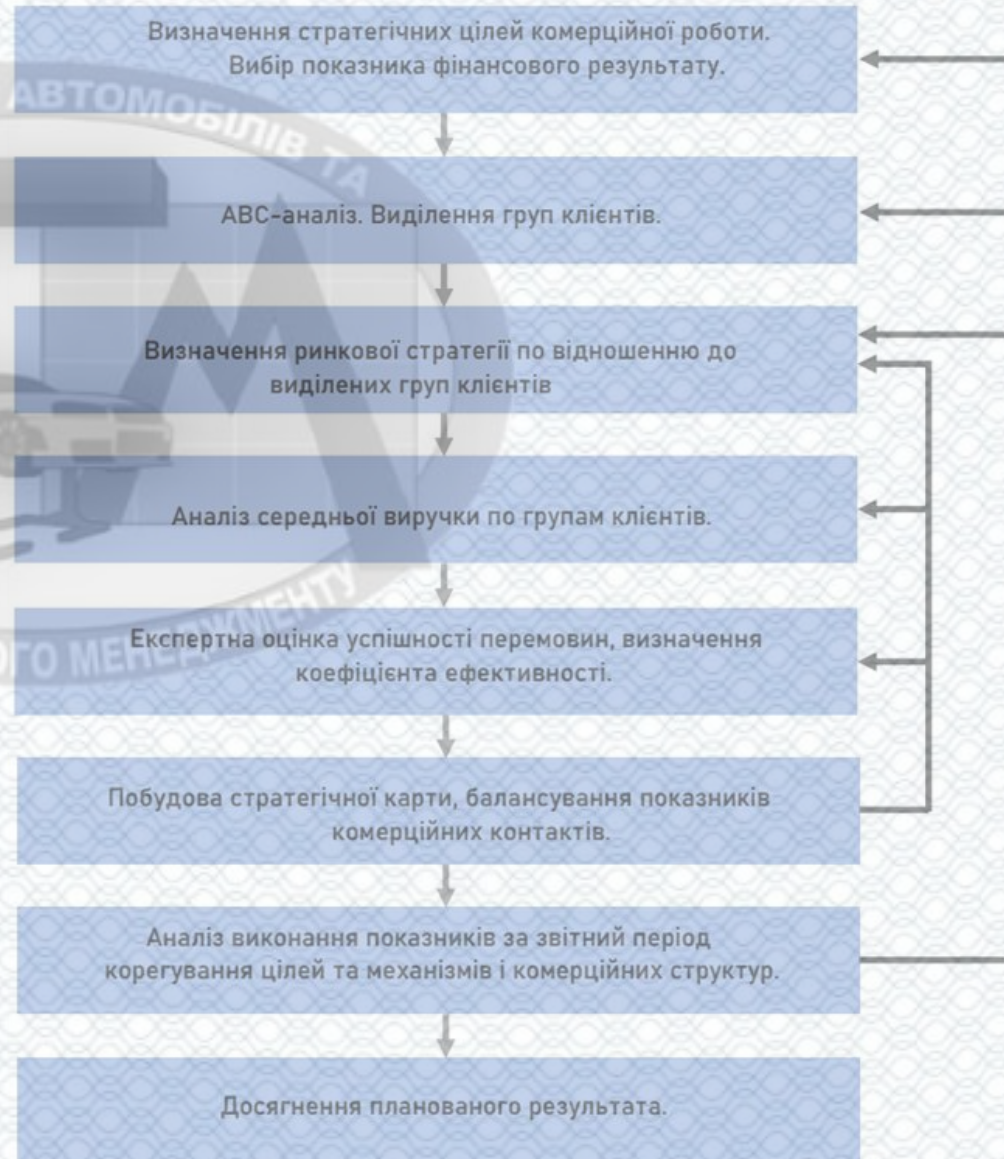 Визначення стратегічних цілей комерційної роботи.
Вибір показника фінансового результату.
АВТОМОБІЛІВ ТА
АВС-аналіз. Виділення груп клієнтів.
Визначення ринкової стратегії по відношенню до
виділених груп клієнтів
Аналіз середньої виручки по групам клієнтів.
Експертна оцінка успішності перемовин, визначення
коефіцієнта ефективності.
МЕНЕДЖМЕНТУ
Побудова стратегічної карти, балансування показників
комерційних контактів.
Аналіз виконання показників за звітний період
корегування цілей та механізмів і комерційних структур.
Досягнення планованого результата.